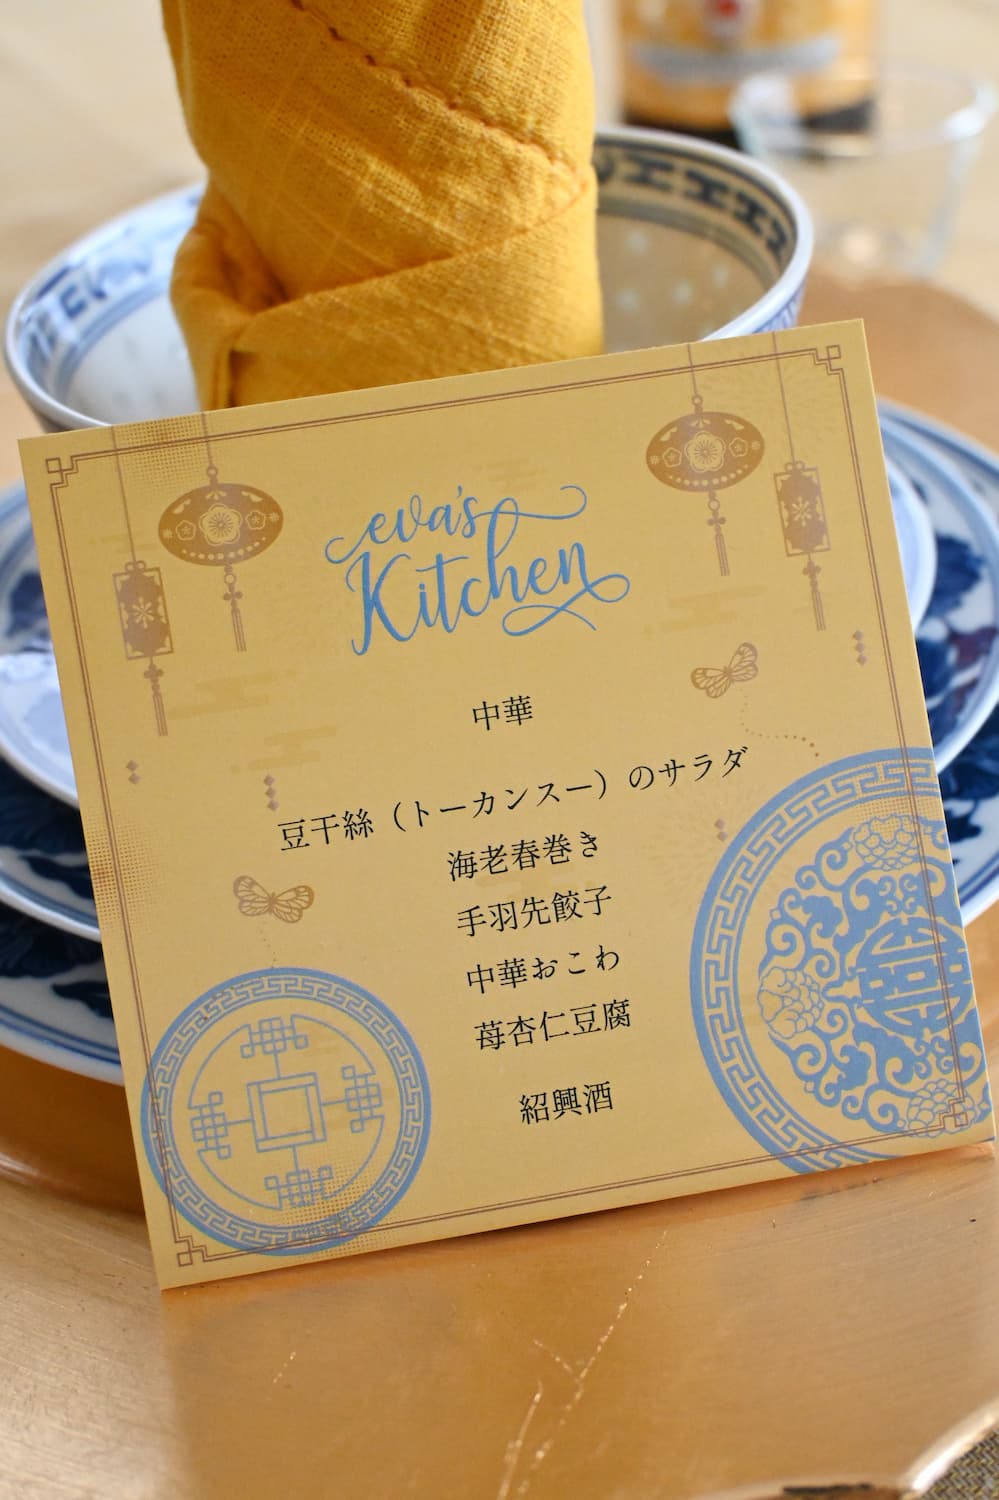 eva's
Kitchen
中華
豆干絲（トーカンスー）のサラダ
海老春巻き
手羽先餃子
中華おこわ
苺杏仁豆腐
紹興酒